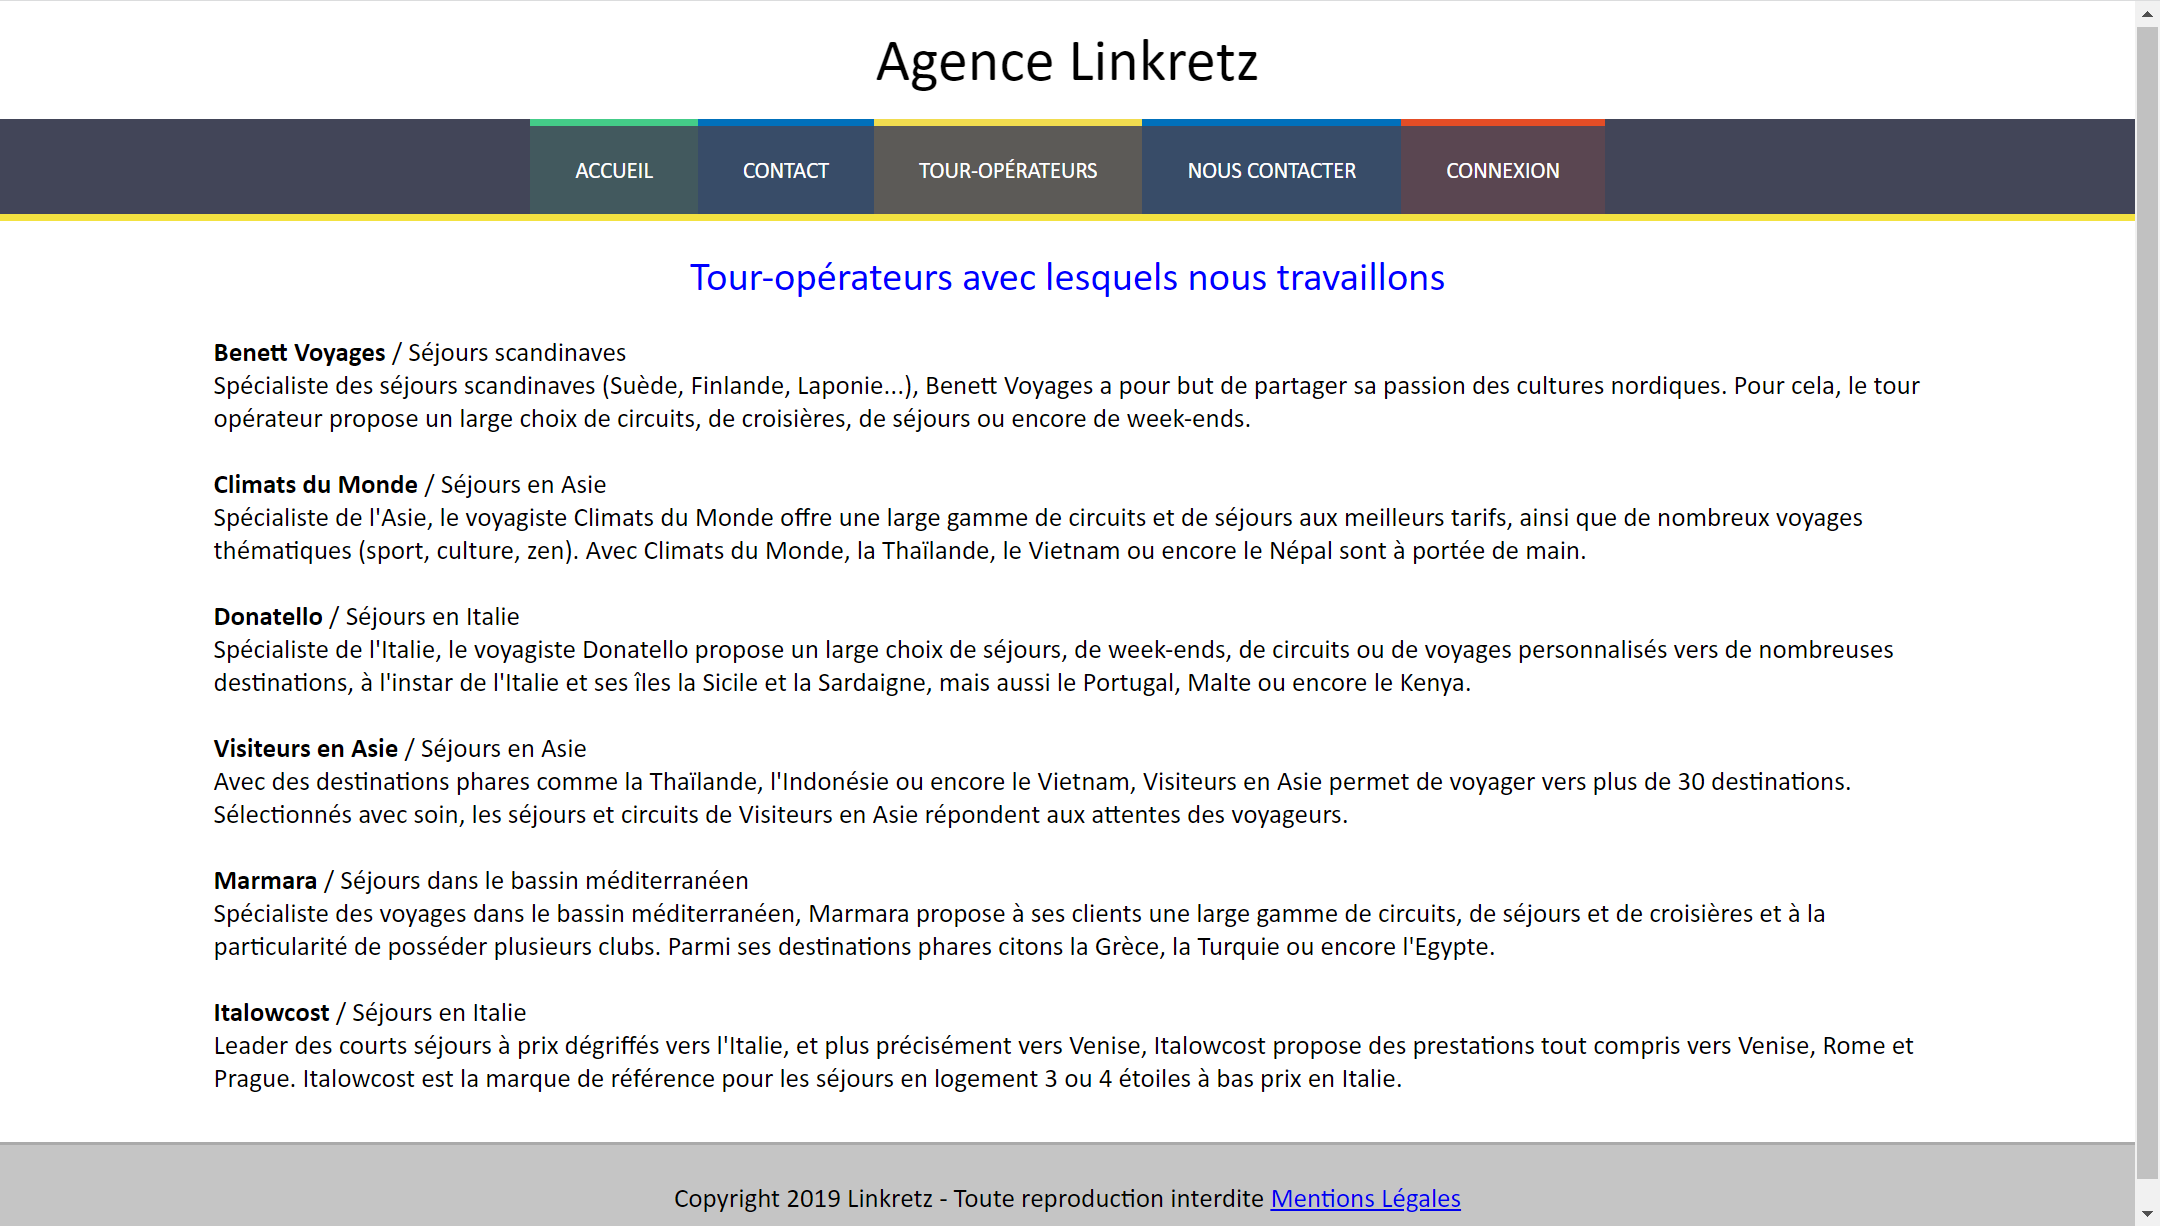 Agence Linkretz
ACCUEIL CONTACT TOUR-OPÉRATEURS NOUS CONTACTER CONNEXION
Tour-opérateurs avec lesquels nous travaillons
Benett Voyages / Séjours scandinaves
Spécialiste des séjours scandinaves (Suède, Finlande, Laponie...), Benett Voyages a pour but de partager sa passion des cultures nordiques. Pour cela, le tour
opérateur propose un large choix de circuits, de croisières, de séjours ou encore de week-ends.
Climats du Monde / Séjours en Asie
Spécialiste de l'Asie, le voyagiste Climats du Monde offre une large gamme de circuits et de séjours aux meilleurs tarifs, ainsi que de nombreux voyages
thématiques (sport, culture, zen). Avec Climats du Monde, la Thaïlande, le Vietnam ou encore le Népal sont à portée de main.
Donatello / Séjours en Italie
Spécialiste de l'Italie, le voyagiste Donatello propose un large choix de séjours, de week-ends, de circuits ou de voyages personnalisés vers de nombreuses
destinations, à l'instar de l'Italie et ses îles la Sicile et la Sardaigne, mais aussi le Portugal, Malte ou encore le Kenya.
Visiteurs en Asie / Séjours en Asie
Avec des destinations phares comme la Thaïlande, l'Indonésie ou encore le Vietnam, Visiteurs en Asie permet de voyager vers plus de 30 destinations.
Sélectionnés avec soin, les séjours et circuits de Visiteurs en Asie répondent aux attentes des voyageurs.
Marmara / Séjours dans le bassin méditerranéen
Spécialiste des voyages dans le bassin méditerranéen, Marmara propose à ses clients une large gamme de circuits, de séjours et de croisières et à la
particularité de posséder plusieurs clubs. Parmi ses destinations phares citons la Grèce, la Turquie ou encore l'Egypte.
Italowcost / Séjours en Italie
Leader des courts séjours à prix dégriffés vers l'Italie, et plus précisément vers Venise, Italowcost propose des prestations tout compris vers Venise, Rome et
Prague. Italowcost est la marque de référence pour les séjours en logement 3 ou 4 étoiles à bas prix en Italie.
Copyright 2019 Linkretz - Toute reproduction interdite Mentions Légales